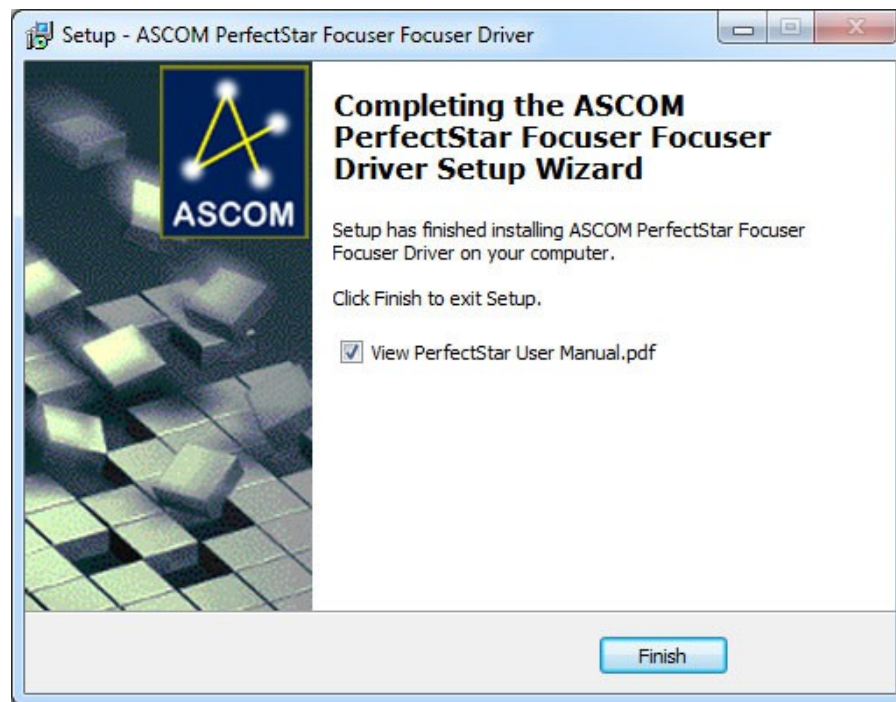 Setup - ASCOM PerfectStar Focuser Focuser Driver
ASCOM
Completing the ASCOM
PerfectStar Focuser Focuser
Driver Setup Wizard
Setup has finished installing ASCOM PerfectStar Focuser
Focuser Driver on your computer.
Click Finish to exit Setup.
View PerfectStar User Manual.pdf
Finish